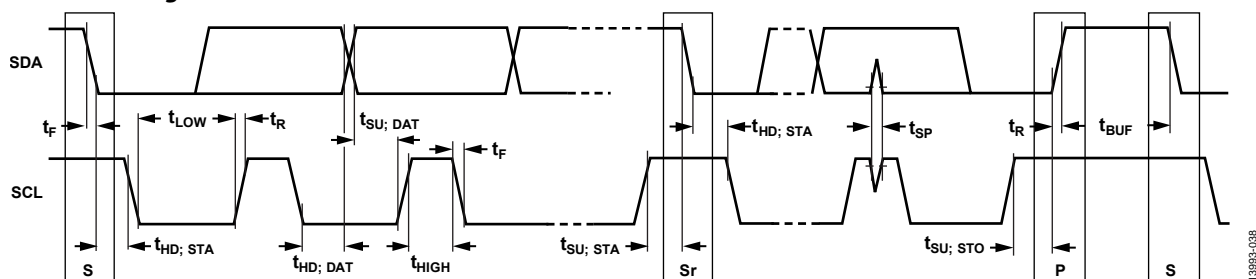 SDA
tF
tLOW
tR
tSU; DAT
tF
tHD; STA
tSP
tR
tBUF
SCL
tHD; STA
tHD; DAT
tHIGH
tSU; STA
tSU; STO
S
Sr
P
S
3993-038